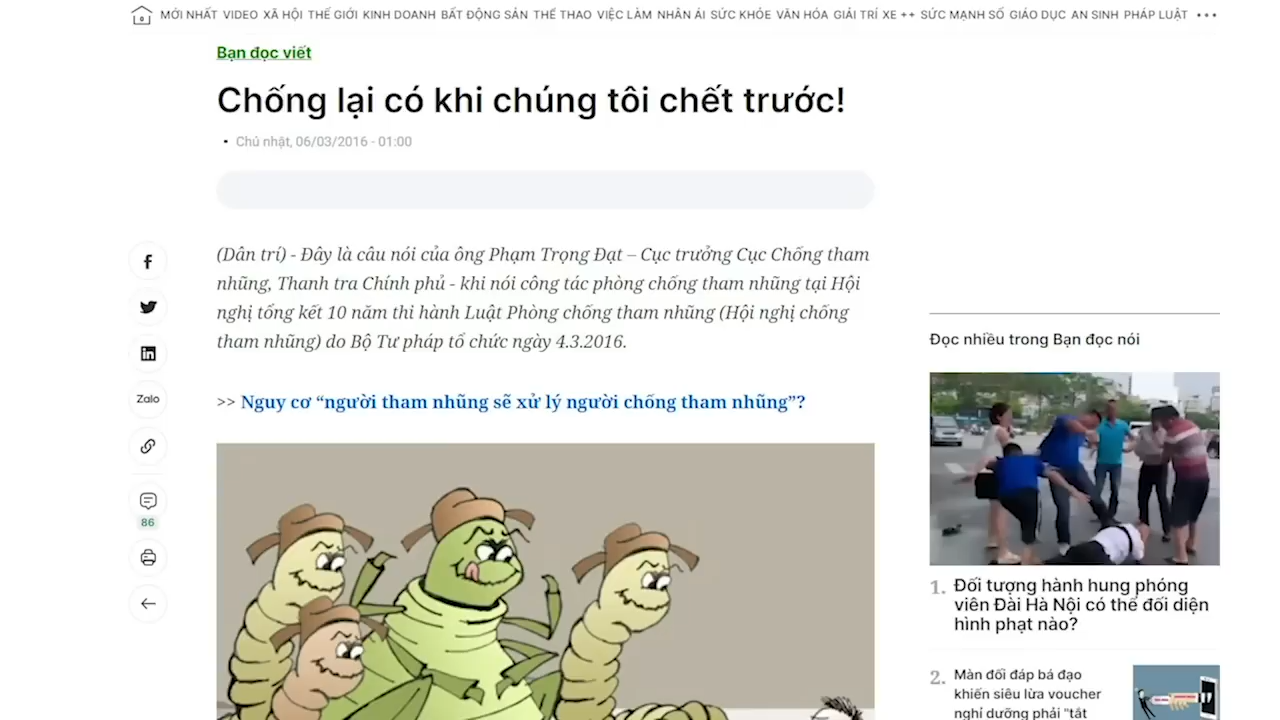 MỚI NHẤT VIDEO XÃ HỘI THẾ GIỚI KINH DOANH BẤT ĐỘNG SẢN THỂ THAO VIỆC LÀM NHÂN ÁI SỨC KHỎE VĂN HÓA GIẢI TRÍ XE ++ SỨC MẠNH SỐ GIÁO DỤC AN SINH PHÁP LUẬT
Bạn đọc viết
Chống lại có khi chúng tôi chết trước!
• Chủ nhật, 06/03/2016 - 01:00
(Dân trí) - Đây là câu nói của ông Phạm Trọng Đạt – Cục trưởng Cục Chống tham
nhũng, Thanh tra Chính phủ - khi nói công tác phòng chống tham nhũng tại Hội
nghị tổng kết 10 năm thi hành Luật Phòng chống tham nhũng (Hội nghị chống
tham nhũng) do Bộ Tư pháp tổ chức ngày 4.3.2016.
>> Nguy cơ “người tham nhũng sẽ xử lý người chống tham nhũng”?
Zalo
86
Đọc nhiều trong Bạn đọc nói
1. Đối tượng hành hung phóng
viên Đài Hà Nội có thể đối diện
hình phạt nào?
2. Màn đối đáp bá đạo
khiến siêu lừa voucher
nghỉ dưỡng phải "tắt